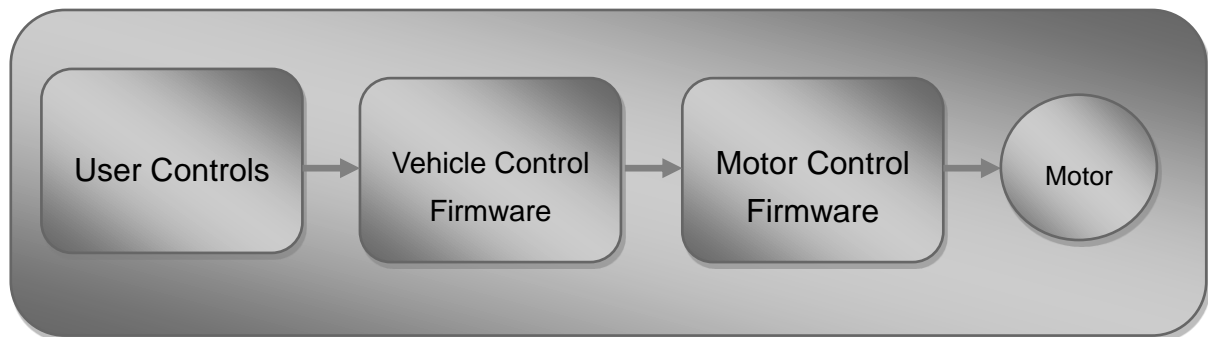 User Controls
Vehicle Control
Firmware
Motor Control
Firmware
Motor